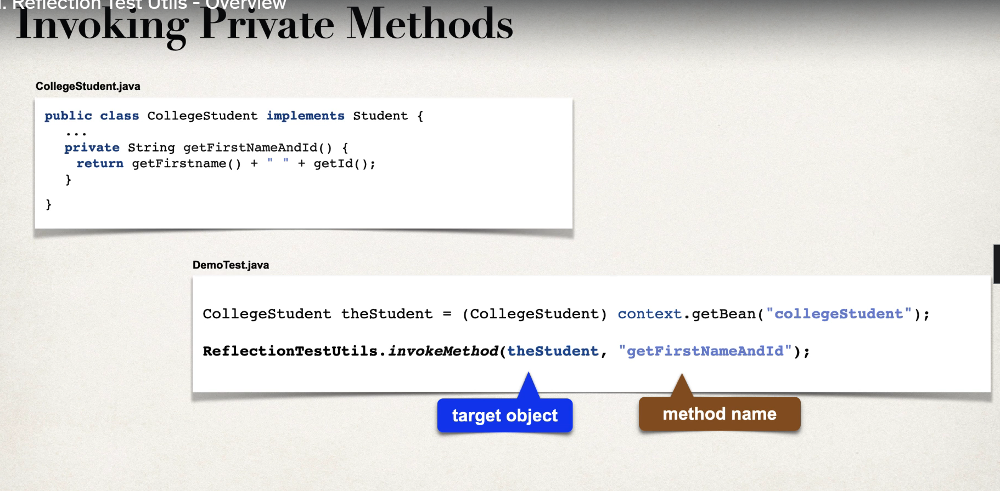 . Reflection Test Utils - Overview
Invoking Private Methods
CollegeStudent.java
public class CollegeStudent implements Student {
...
private String getFirstNameAndId() {
return getFirstname() + " " + getId();
}
}
DemoTest.java
CollegeStudent theStudent = (CollegeStudent) context.getBean("collegeStudent");
ReflectionTestUtils.invokeMethod(theStudent, "getFirstNameAndId");
target object
method name